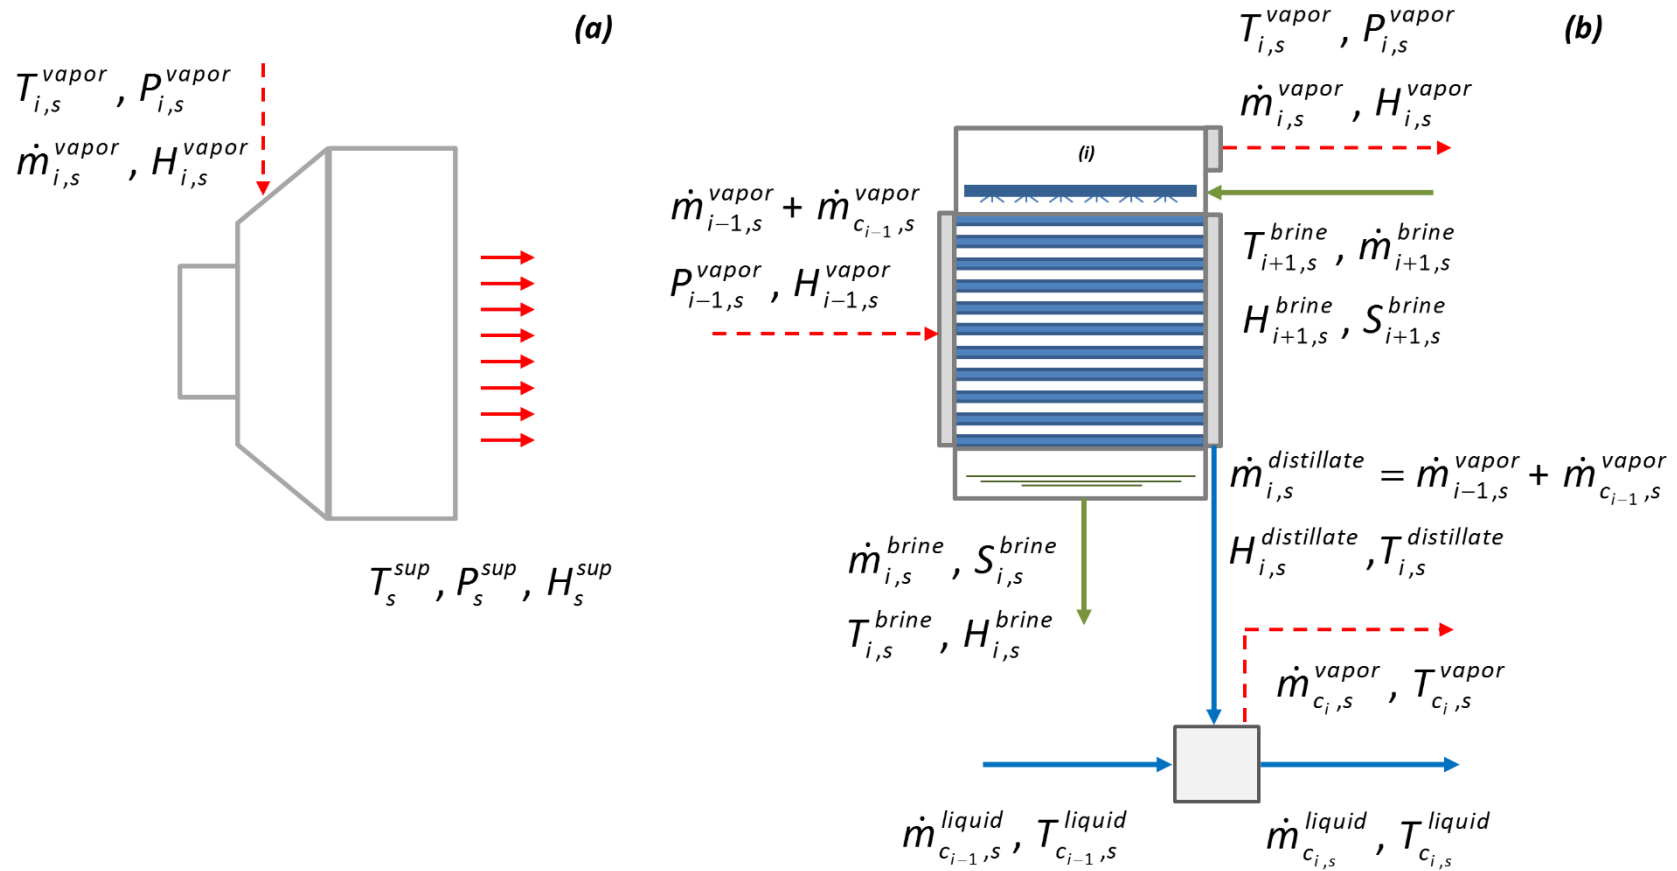 (a)
T_{i,s}^{vapor} , P_{i,s}^{vapor}
ṁ_{i,s}^{vapor} , H_{i,s}^{vapor}
T_s^{sup} , P_s^{sup} , H_s^{sup}
(b)
T_{i,s}^{vapor} , P_{i,s}^{vapor}
ṁ_{i,s}^{vapor} , H_{i,s}^{vapor}
(i)
ṁ_{i-1,s}^{vapor} + ṁ_{c_{i-1},s}^{vapor}
P_{i-1,s}^{vapor} , H_{i-1,s}^{vapor}
T_{i+1,s}^{brine} , ṁ_{i+1,s}^{brine}
H_{i+1,s}^{brine} , S_{i+1,s}^{brine}
ṁ_{i,s}^{distillate} = ṁ_{i-1,s}^{vapor} + ṁ_{c_{i-1},s}^{vapor}
H_{i,s}^{distillate} , T_{i,s}^{distillate}
ṁ_{i,s}^{brine} , S_{i,s}^{brine}
T_{i,s}^{brine} , H_{i,s}^{brine}
ṁ_{c_i,s}^{vapor} , T_{c_i,s}^{vapor}
ṁ_{c_{i-1},s}^{liquid} , T_{c_{i-1},s}^{liquid}
ṁ_{c_{i,s}}^{liquid} , T_{c_{i,s}}^{liquid}